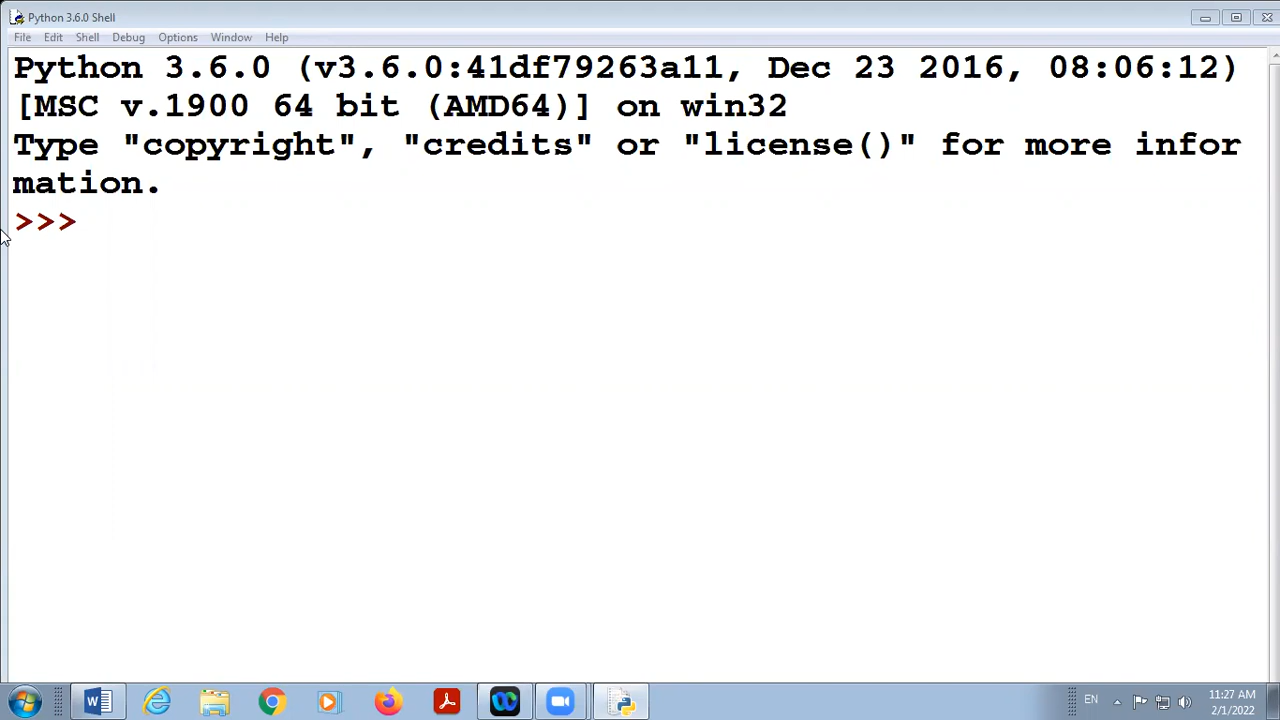 Python 3.6.0 Shell
File Edit Shell Debug Options Window Help
Python 3.6.0 (v3.6.0:41df79263a11, Dec 23 2016, 08:06:12)
[MSC v.1900 64 bit (AMD64)] on win32
Type "copyright", "credits" or "license()" for more infor
mation.
>>>
EN
11:27 AM
2/1/2022